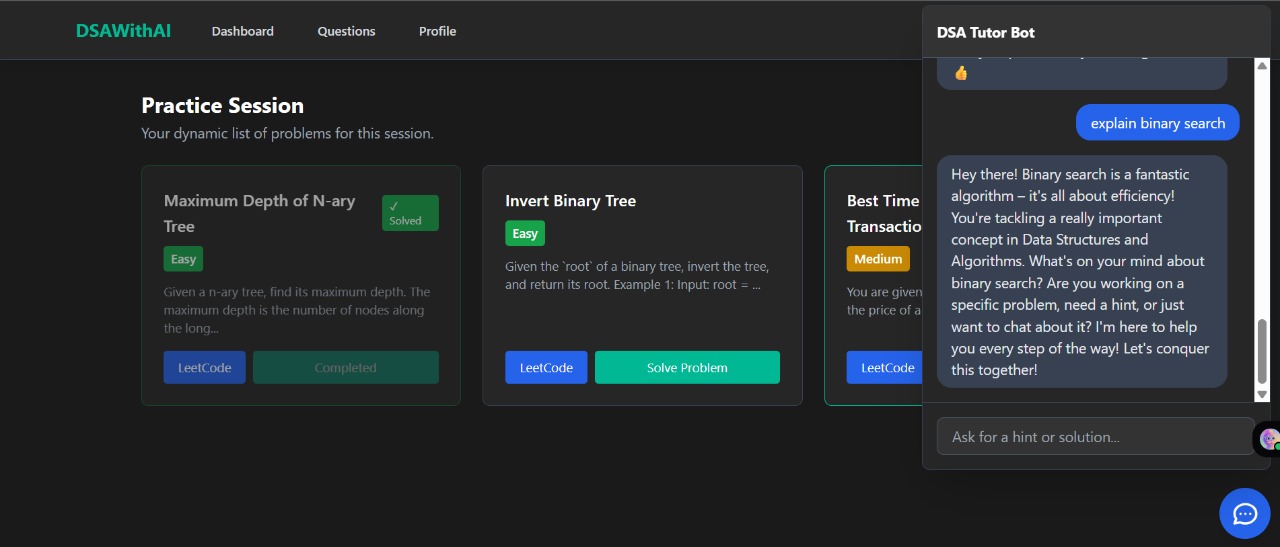 DSAWithAI
Dashboard
Questions
Profile
Practice Session
Your dynamic list of problems for this session.
Maximum Depth of N-ary
Tree
✓
Solved
Easy
Given a n-ary tree, find its maximum depth. The
maximum depth is the number of nodes along
the long...
LeetCode
Completed
Invert Binary Tree
Easy
Given the `root` of a binary tree, invert the tree,
and return its root. Example 1: Input: root = ...
LeetCode
Solve Problem
Best Time
Transactio
Medium
You are given
the price of a
LeetCode
DSA Tutor Bot
👍
explain binary search
Hey there! Binary search is a fantastic
algorithm – it's all about efficiency!
You're tackling a really important
concept in Data Structures and
Algorithms. What's on your mind about
binary search? Are you working on a
specific problem, need a hint, or just
want to chat about it? I'm here to help
you every step of the way! Let's conquer
this together!
Ask for a hint or solution...